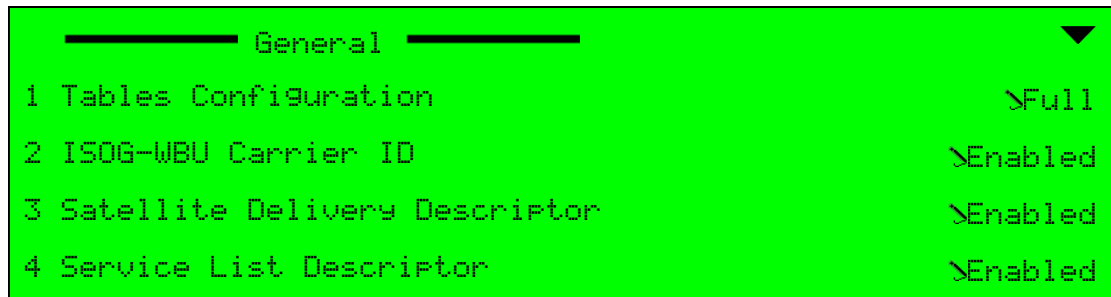 General
1 Tables Configuration Full
2 ISOG-WBU Carrier ID Enabled
3 Satellite Delivery Descriptor Enabled
4 Service List Descriptor Enabled